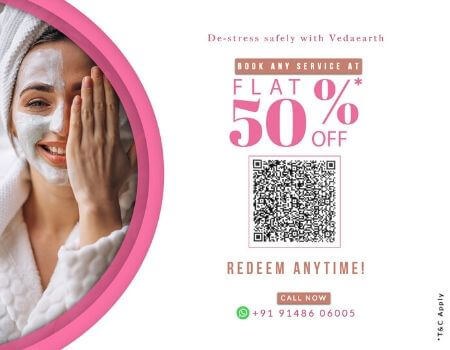 De-stress safely with Vedaearth
BOOK ANY SERVICE AT
FLAT
50%*
OFF
REDEEM ANYTIME!
CALL NOW
+91 91486 06005
*T&C Apply